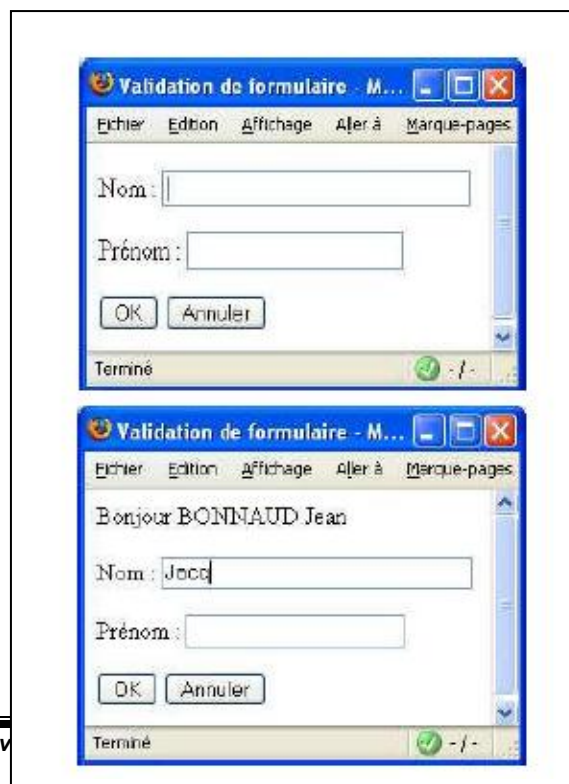 Validation de formulaire - M...
Fichier Edition Affichage Aller à Marque-pages
Nom :
Prénom :
OK Annuler
Terminé -/-
Validation de formulaire - M...
Fichier Edition Affichage Aller à Marque-pages
Bonjour BONNAUD Jean
Nom : Jocq
Prénom :
OK Annuler
v
Terminé -/-